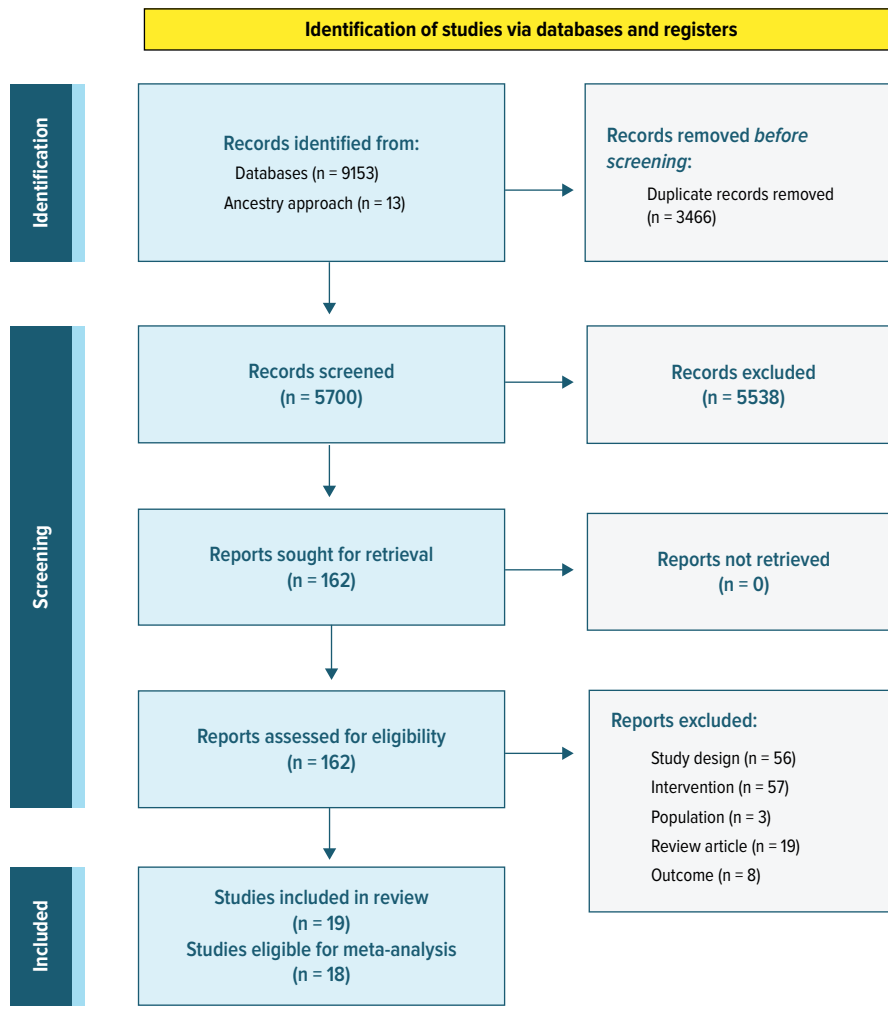 Identification of studies via databases and registers
Identification
Records identified from:
Databases (n = 9153)
Ancestry approach (n = 13)
Records removed before
screening:
Duplicate records removed
(n = 3466)
Screening
Records screened
(n = 5700)
Records excluded
(n = 5538)
Reports sought for retrieval
(n = 162)
Reports not retrieved
(n = 0)
Reports assessed for eligibility
(n = 162)
Reports excluded:
Study design (n = 56)
Intervention (n = 57)
Population (n = 3)
Review article (n = 19)
Outcome (n = 8)
Included
Studies included in review
(n = 19)
Studies eligible for meta-analysis
(n = 18)